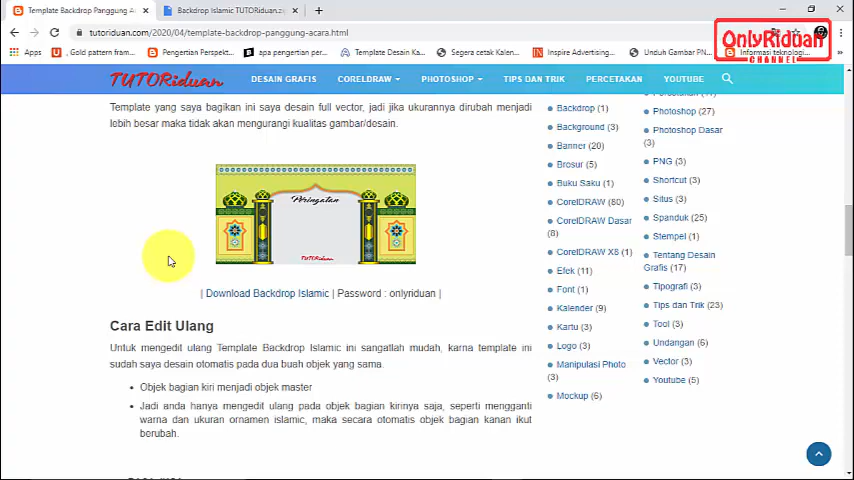 Template Backdrop Panggung A
Backdrop Islamic TUTORiduan.
tutoriduan.com/2020/04/template-backdrop-panggung-acara.html
Apps
, Gold pattern fram...
Pengertian Perspekt...
apa pengertian per...
Template Desain Ka...
Segera cetak Kalen...
Inspire Advertising...
Unduh Gambar PN...
Informasi teknologi...
OnlyRiduan
CHANNEL
TUTORiduan
DESAIN GRAFIS
CORELDRAW
PHOTOSHOP
TIPS DAN TRIK
PERCETAKAN
YOUTUBE
Template yang saya bagikan ini saya desain full vector, jadi jika ukurannya dirubah menjadi
lebih besar maka tidak akan mengurangi kualitas gambar/desain.
Peringatan
TUTORiduan
| Download Backdrop Islamic | Password : onlyriduan |
Cara Edit Ulang
Untuk mengedit ulang Template Backdrop Islamic ini sangatlah mudah, karna template ini
sudah saya desain otomatis pada dua buah objek yang sama.
• Objek bagian kiri menjadi objek master
• Jadi anda hanya mengedit ulang pada objek bagian kirinya saja, seperti mengganti
warna dan ukuran ornamen islamic, maka secara otomatis objek bagian kanan ikut
berubah.
Backdrop (1)
Background (3)
Banner (20)
Brosur (5)
Buku Saku (1)
CorelDRAW (80)
CorelDRAW Dasar
(8)
CorelDRAW X8 (1)
Efek (11)
Font (1)
Kalender (9)
Kartu (3)
Logo (3)
Manipulasi Photo
(3)
Mockup (6)
Photoshop (27)
Photoshop Dasar
(3)
PNG (3)
Shortcut (3)
Situs (3)
Spanduk (25)
Stempel (1)
Tentang Desain
Grafis (17)
Tipografi (3)
Tips dan Trik (23)
Tool (3)
Undangan (6)
Vector (3)
Youtube (5)